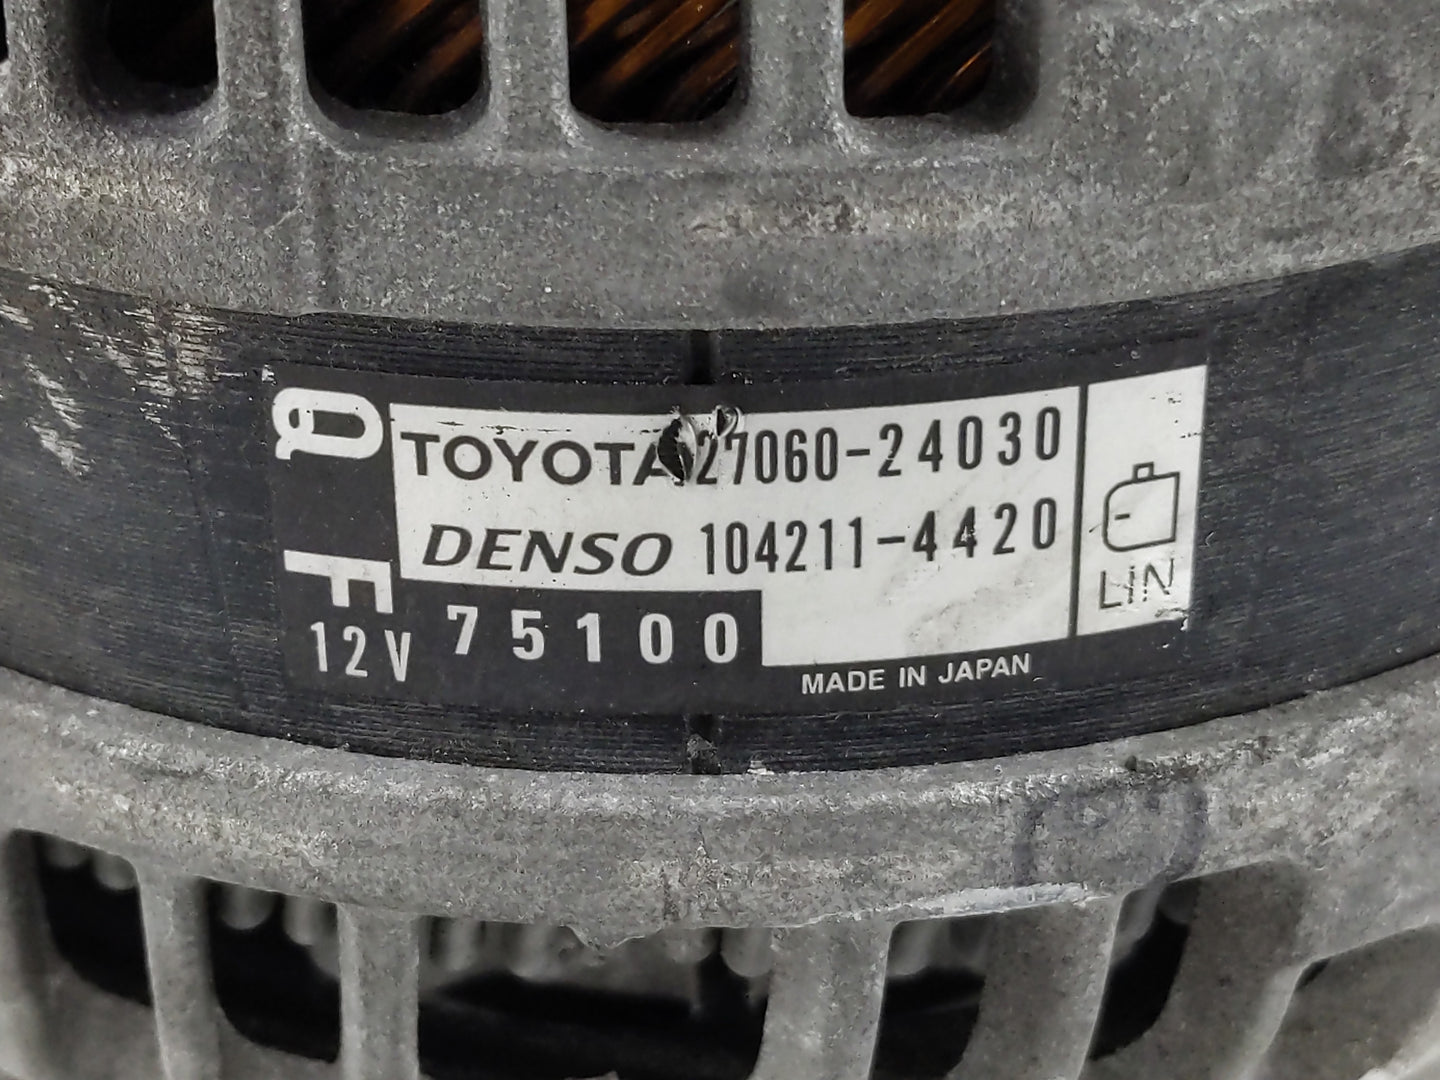 Q
TOYOTA 27060-24030
DENSO 104211-4420
LIN
F
12V 75100
MADE IN JAPAN